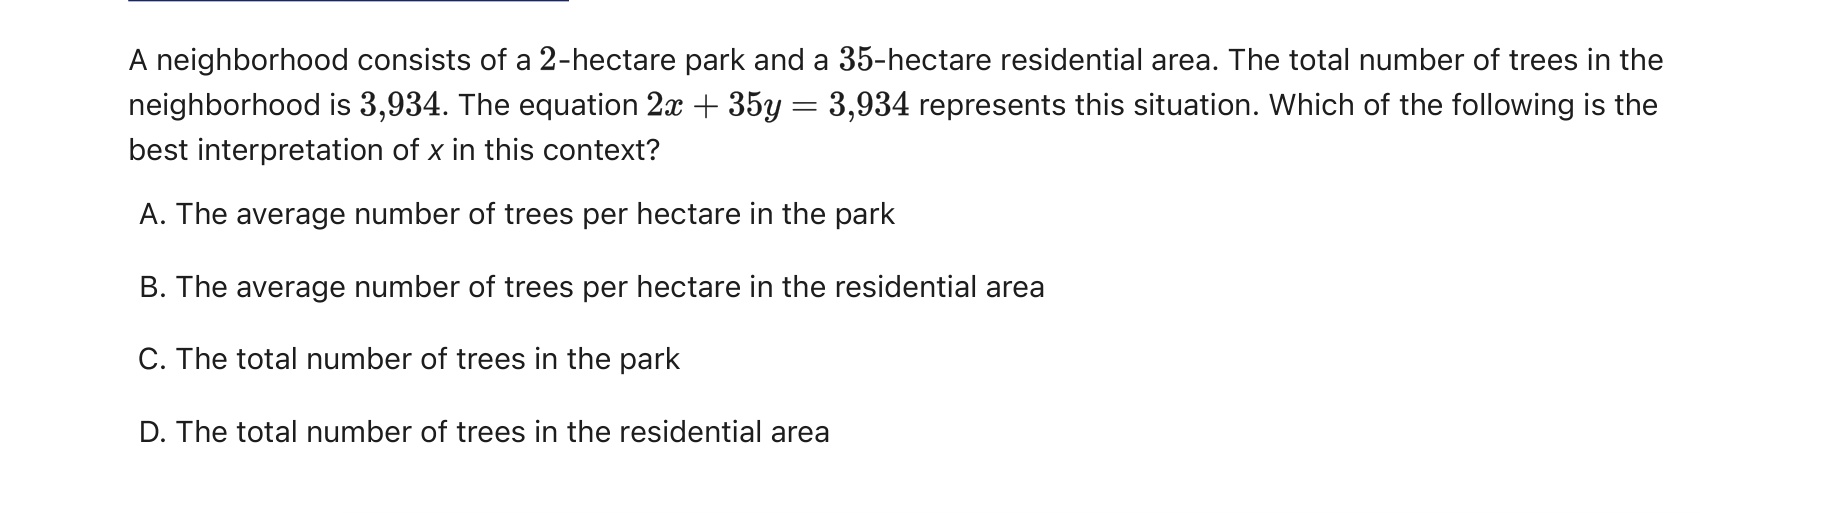 A neighborhood consists of a 2-hectare park and a 35-hectare residential area. The total number of trees in the
neighborhood is 3,934. The equation 2x + 35y = 3,934 represents this situation. Which of the following is the
best interpretation of x in this context?
A. The average number of trees per hectare in the park
B. The average number of trees per hectare in the residential area
C. The total number of trees in the park
D. The total number of trees in the residential area